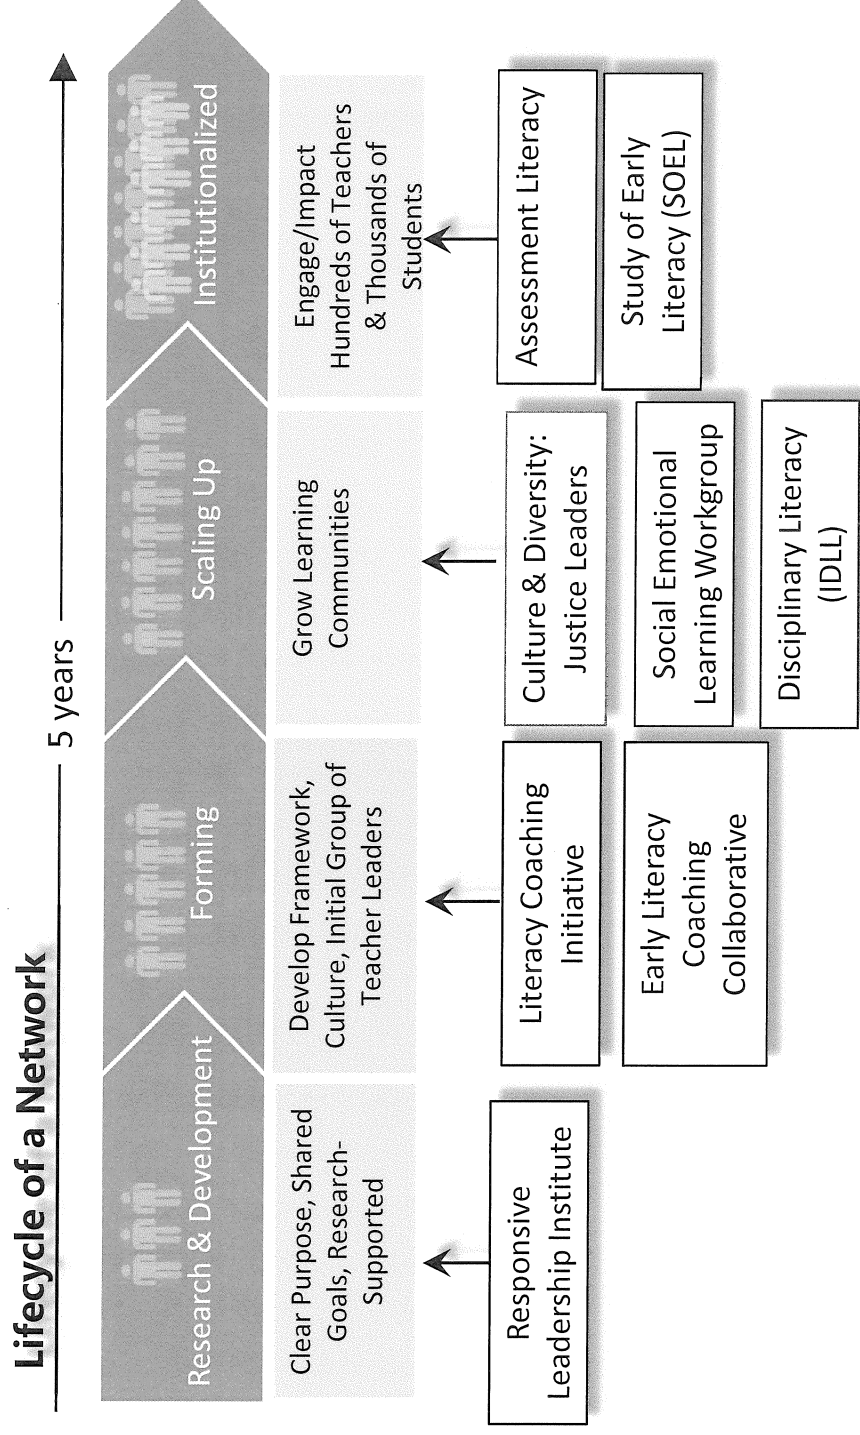 Lifecycle of a Network
5 years
Research & Development
Forming
Scaling Up
Institutionalized
Clear Purpose, Shared
Goals, Research-
Supported
Develop Framework,
Culture, Initial Group of
Teacher Leaders
Grow Learning
Communities
Engage/Impact
Hundreds of Teachers
& Thousands of
Students
Responsive
Leadership Institute
Literacy Coaching
Initiative
Early Literacy
Coaching
Collaborative
Culture & Diversity:
Justice Leaders
Social Emotional
Learning Workgroup
Disciplinary Literacy
(IDLL)
Assessment Literacy
Study of Early
Literacy (SOEL)